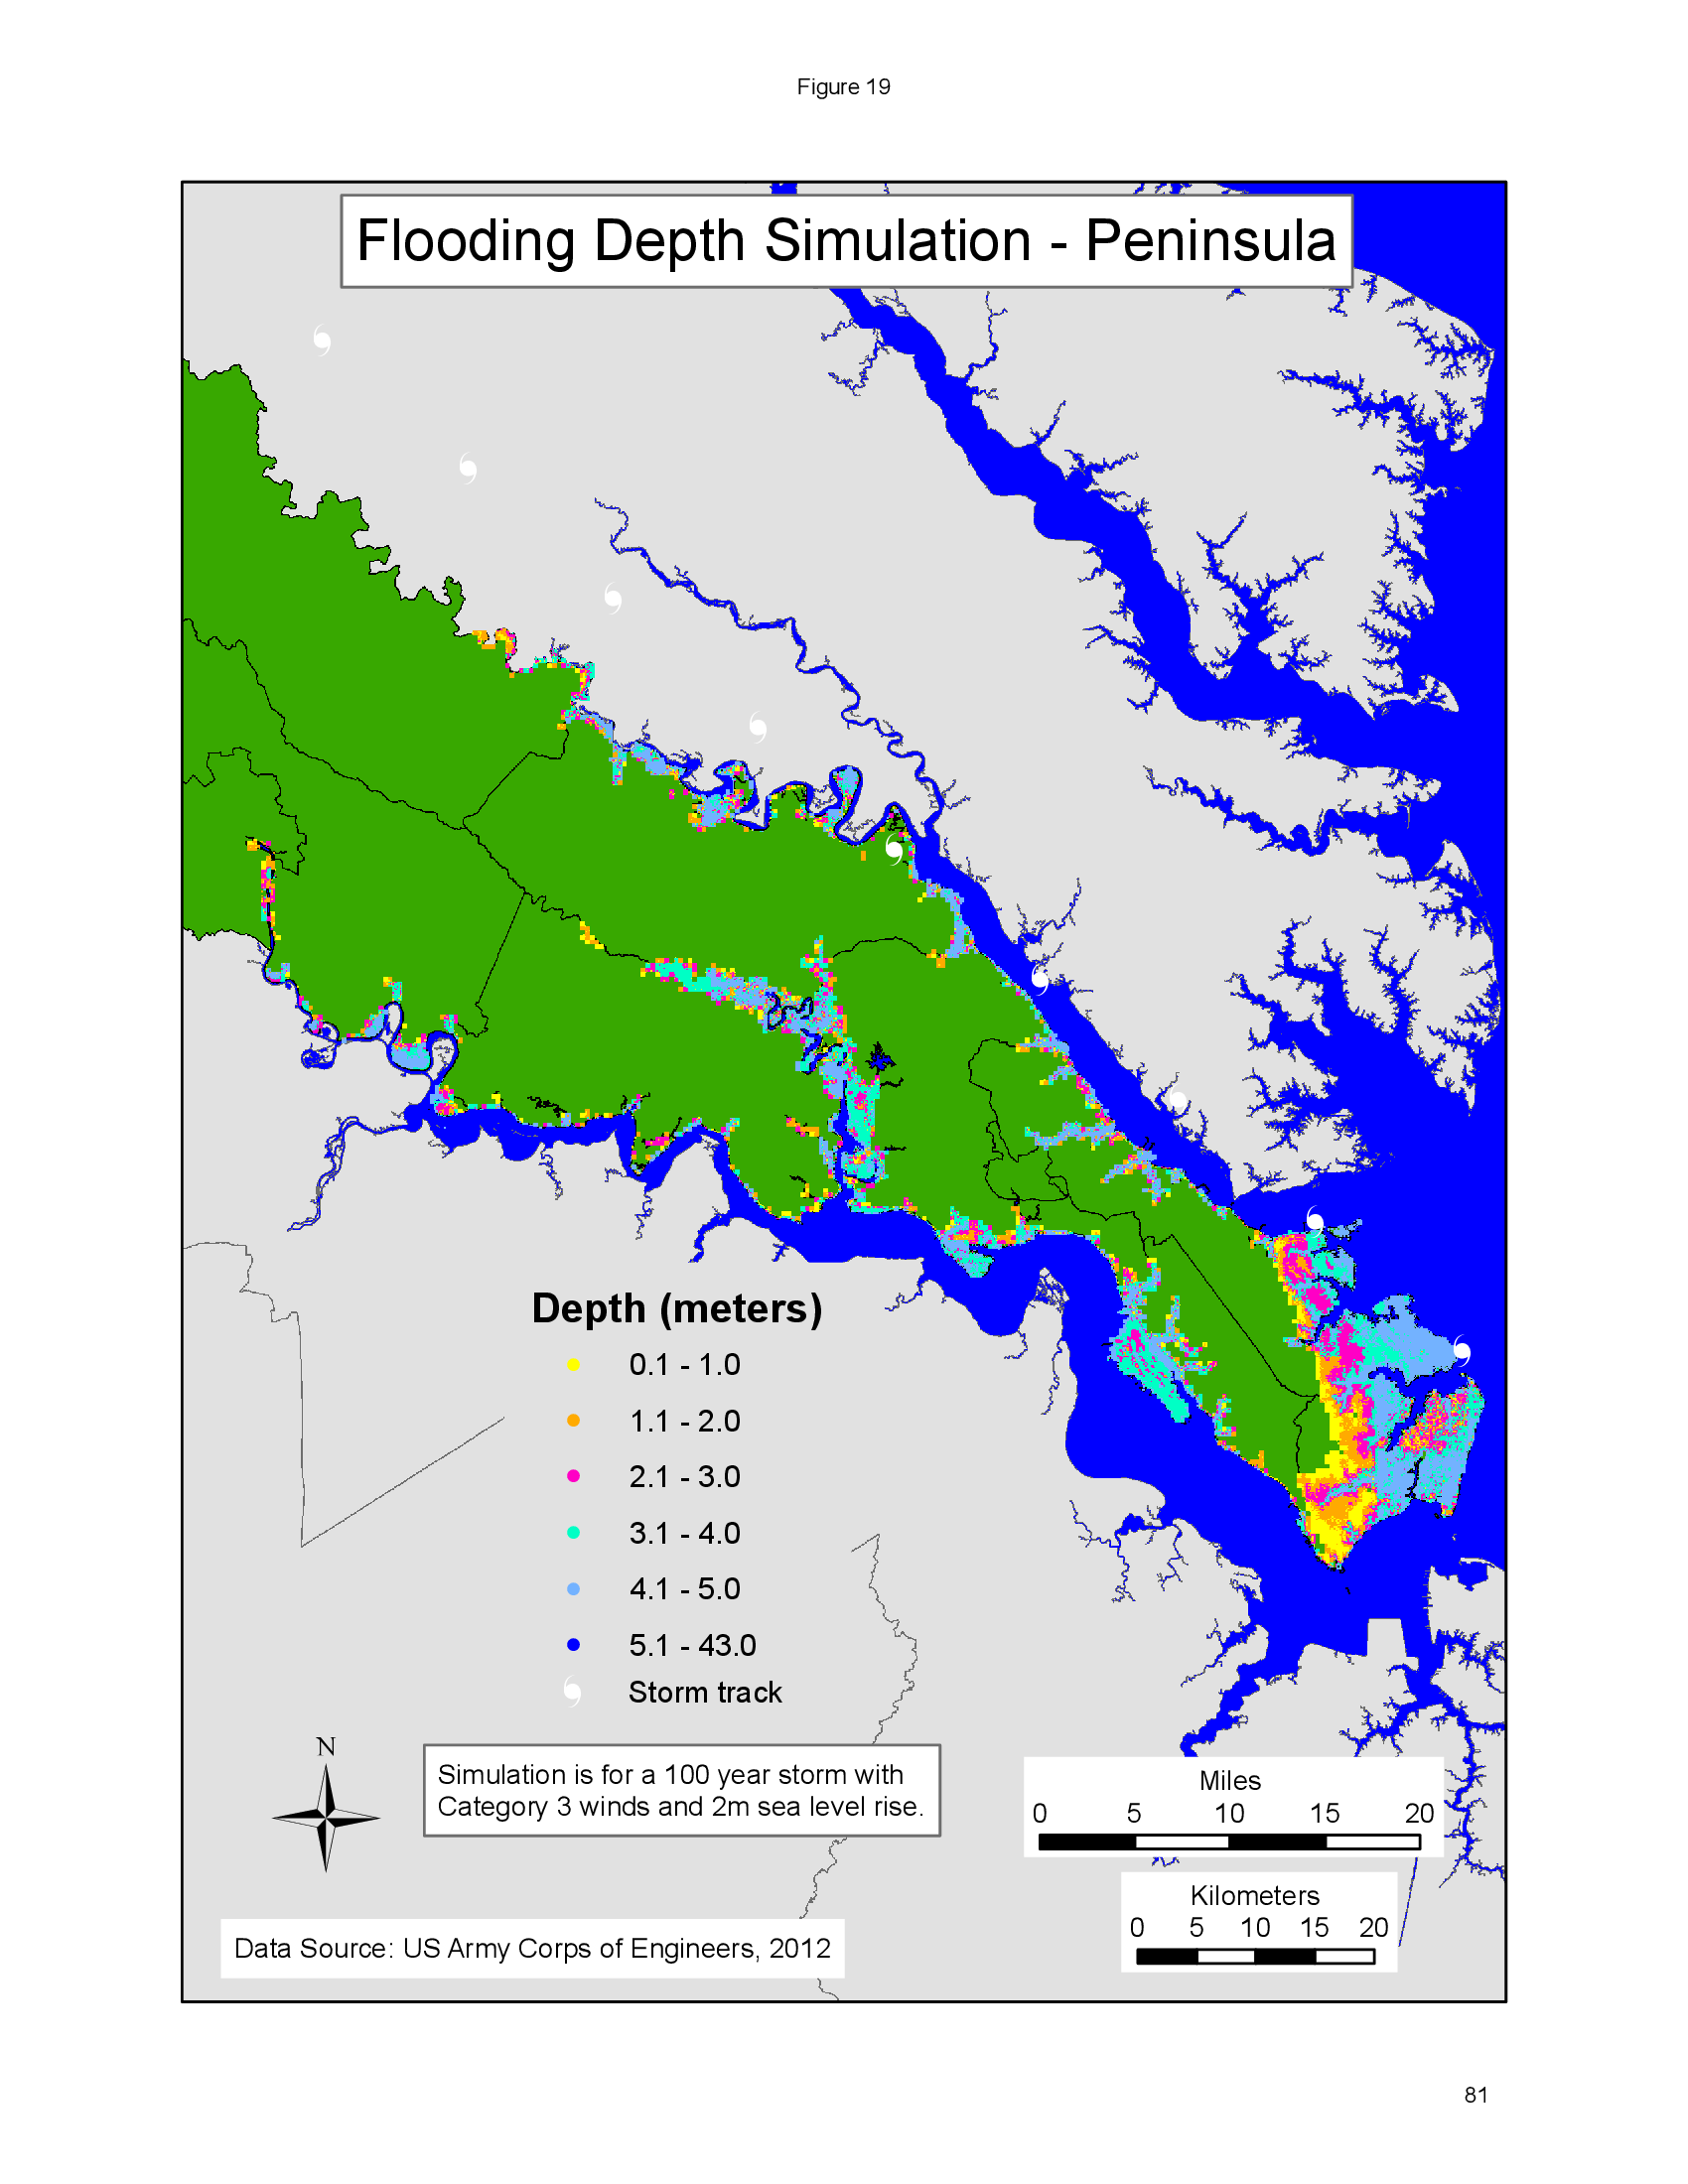 Figure 19
Flooding Depth Simulation - Peninsula
Depth (meters)
0.1 - 1.0
1.1 - 2.0
2.1 - 3.0
3.1 - 4.0
4.1 - 5.0
5.1 - 43.0
Storm track
N
Simulation is for a 100 year storm with
Category 3 winds and 2m sea level rise.
Miles
0 5 10 15 20
Kilometers
0 5 10 15 20
Data Source: US Army Corps of Engineers, 2012
81